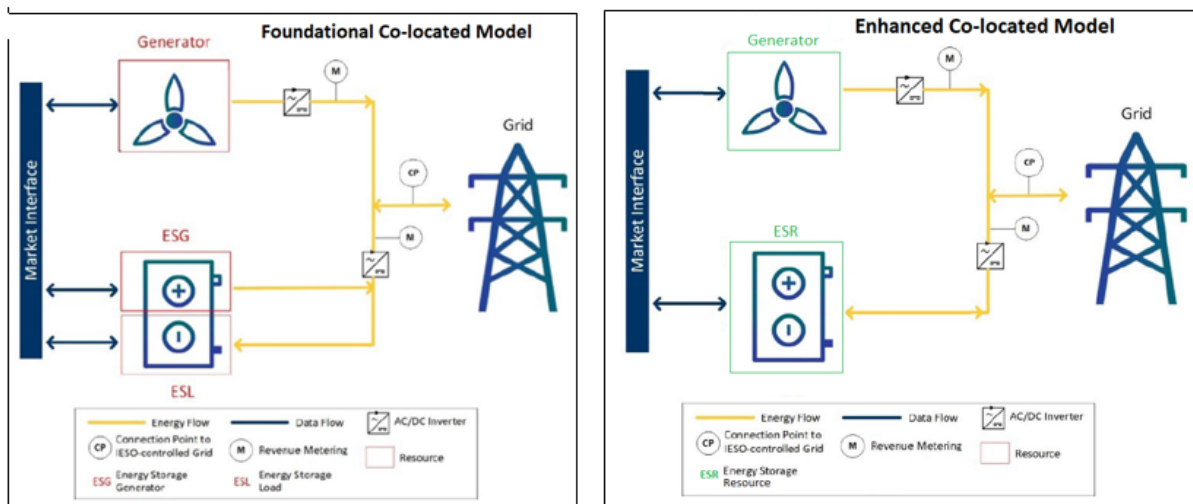 Foundational Co-located Model
Generator
M
Grid
CP
Market Interface
ESG
M
ESL
Energy Flow
Data Flow
AC/DC Inverter
CP
Connection Point to
IESO-controlled Grid
M
Revenue Metering
Resource
ESG
Energy Storage
Generator
ESL
Energy Storage
Load
Enhanced Co-located Model
Generator
M
Grid
CP
Market Interface
ESR
M
Energy Flow
Data Flow
AC/DC Inverter
CP
Connection Point to
IESO-controlled Grid
M
Revenue Metering
Resource
ESR
Energy Storage
Resource